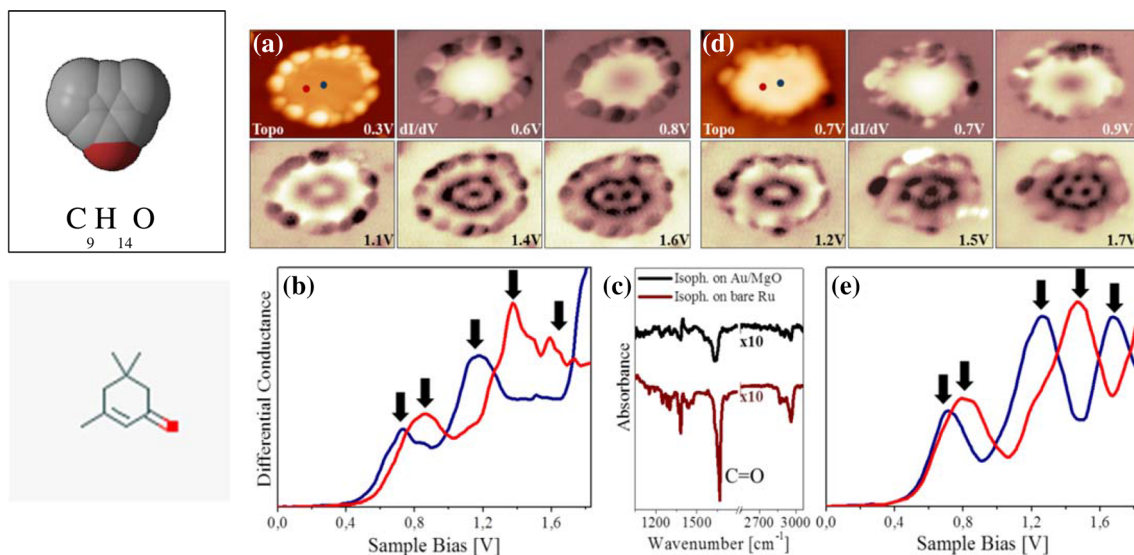 C H O
9 14
(a)
Topo 0.3V
dI/dV 0.6V
0.8V
1.1V
1.4V
1.6V
(d)
Topo 0.7V
dI/dV 0.7V
0.9V
1.2V
1.5V
1.7V
(b)
Differential Conductance
0,0 0,4 0,8 1,2 1,6
Sample Bias [V]
(c)
Isoph. on Au/MgO
Isoph. on bare Ru
x10
x10
C=O
Absorbance
1200 1500 2700 3000
Wavenumber [cm⁻¹]
(e)
0,0 0,4 0,8 1,2 1,6
Sample Bias [V]